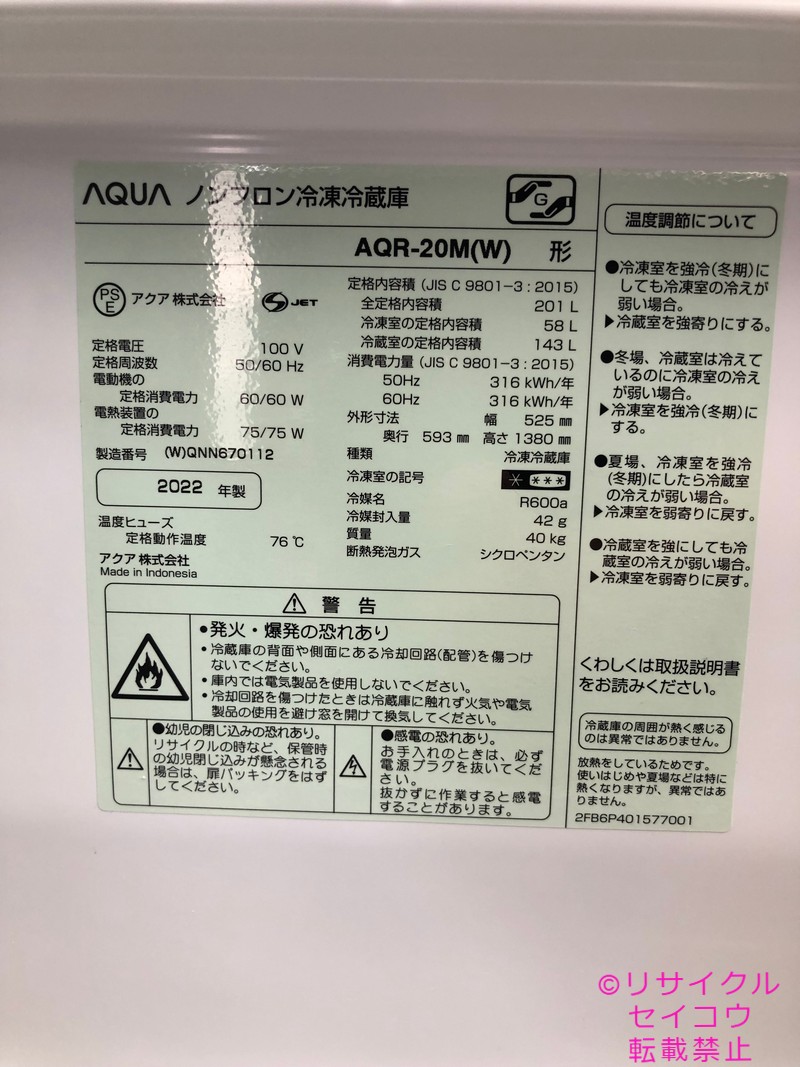 AQUA ノンフロン冷凍冷蔵庫
G
AQR-20M(W) 形
PS
E
アクア 株式会社
S JET
定格電圧 100 V
定格周波数 50/60 Hz
電動機の
定格消費電力 60/60 W
電熱装置の
定格消費電力 75/75 W
製造番号 (W)QNN670112
2022 年製
温度ヒューズ
定格動作温度 76 ℃
アクア 株式会社
Made in Indonesia
定格内容積 (JIS C 9801-3 : 2015)
全定格内容積 201 L
冷凍室の定格内容積 58 L
冷蔵室の定格内容積 143 L
消費電力量 (JIS C 9801-3 : 2015)
50Hz 316 kWh/年
60Hz 316 kWh/年
外形寸法 幅 525 ㎜
奥行 593 ㎜ 高さ 1380 ㎜
種類 冷凍冷蔵庫
冷凍室の記号 * ***
冷媒名 R600a
冷媒封入量 42 g
質量 40 kg
断熱発泡ガス シクロペンタン
警 告
●発火・爆発の恐れあり
・冷蔵庫の背面や側面にある冷却回路(配管)を傷つけ
ないでください。
・庫内では電気製品を使用しないでください。
・冷却回路を傷つけたときは冷蔵庫に触れず火気や電気
製品の使用を避け窓を開けて換気してください。
●幼児の閉じ込みの恐れあり。
リサイクルの時など、保管時
の幼児閉じ込みが懸念される
場合は、扉パッキングをはず
してください。
●感電の恐れあり。
お手入れのときは、必ず
電源プラグを抜いてくだ
さい。
抜かずに作業すると感電
することがあります。
温度調節について
●冷凍室を強冷(冬期)に
しても冷凍室の冷えが
弱い場合。
▶冷蔵室を強寄りにする。
●冬場、冷蔵室は冷えて
いるのに冷凍室の冷え
が弱い場合。
▶冷凍室を強冷(冬期)に
する。
●夏場、冷凍室を強冷
(冬期)にしたら冷蔵室
の冷えが弱い場合。
▶冷凍室を弱寄りに戻す。
●冷蔵室を強にしても冷
蔵室の冷えが弱い場合。
▶冷凍室を弱寄りに戻す。
くわしくは取扱説明書
をお読みください。
冷蔵庫の周囲が熱く感じる
のは異常ではありません。
放熱をしているためです。
使いはじめや夏場などは特に
熱くなりますが、異常ではあ
りません。
2FB6P401577001
©リサイクル
セイコウ
転載禁止